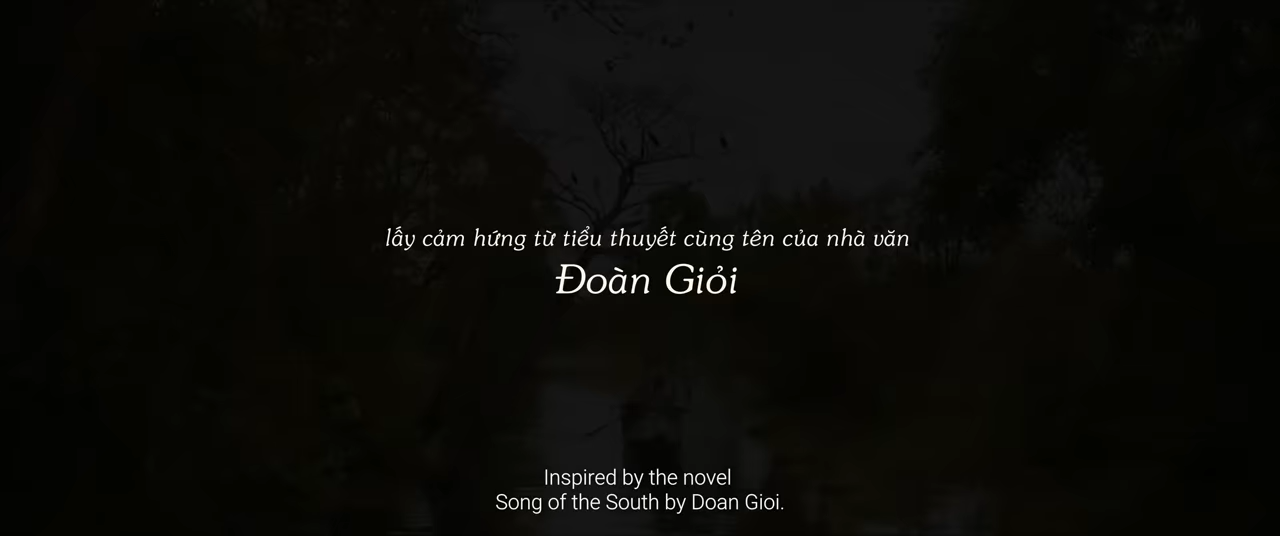 lấy cảm hứng từ tiểu thuyết cùng tên của nhà văn
Đoàn Giỏi
Inspired by the novel
Song of the South by Doan Gioi.